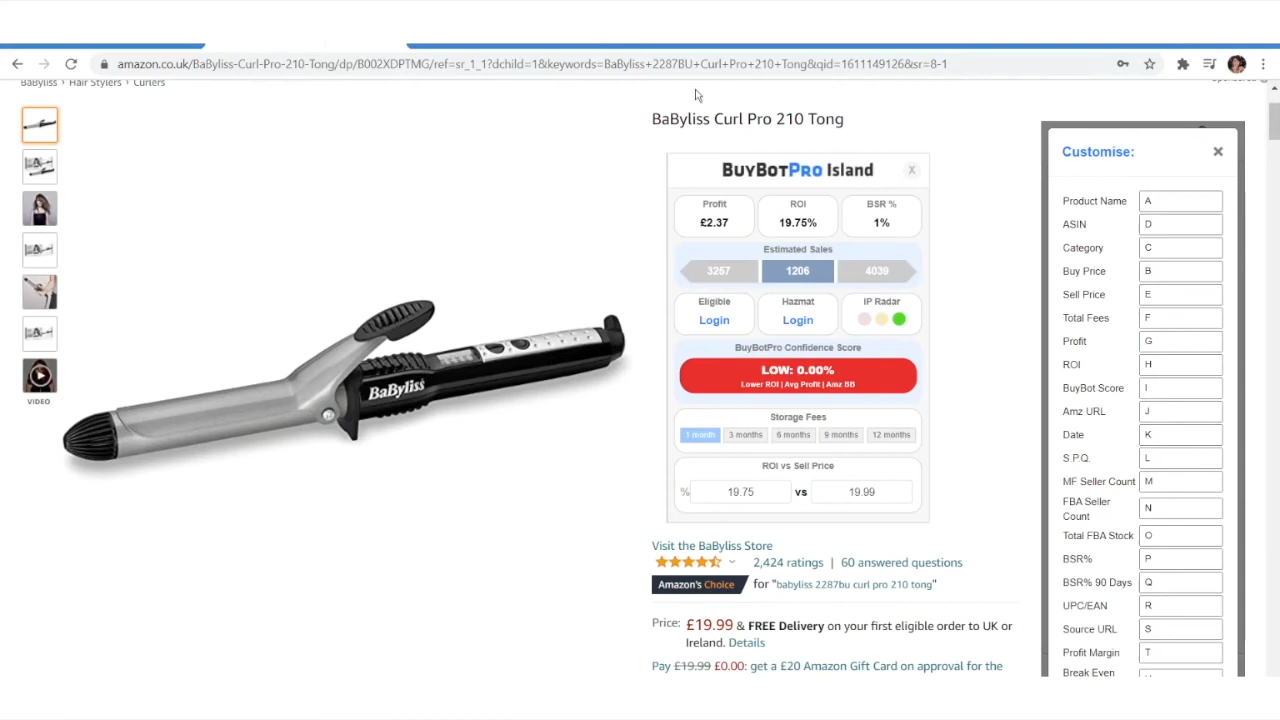 amazon.co.uk/BaByliss-Curl-Pro-210-Tong/dp/B002XDPTMG/ref=sr_1_1?dchild=1&keywords=BaByliss+2287BU+Curl+Pro+210+Tong&qid=1611149126&sr=8-1
BaByliss › Hair Stylers › Curlers
VIDEO
BaByliss
BaByliss Curl Pro 210 Tong
BUYBOTPRO Island X
Profit ROI BSR %
£2.37 19.75% 1%
Estimated Sales
3257 1206 4039
Eligible Hazmat IP Radar
Login Login
BuyBotPro Confidence Score
LOW: 0.00%
Lower ROI | Avg Profit | Amz BB
Storage Fees
1 month 3 months 6 months 9 months 12 months
ROI vs Sell Price
% 19.75 vs 19.99
Visit the BaByliss Store
2,424 ratings | 60 answered questions
Amazon's Choice for "babyliss 2287bu curl pro 210 tong"
Price: £19.99 & FREE Delivery on your first eligible order to UK or
Ireland. Details
Pay £19.99 £0.00: get a £20 Amazon Gift Card on approval for the
Customise: ×
Product Name A
ASIN D
Category C
Buy Price B
Sell Price E
Total Fees F
Profit G
ROI H
BuyBot Score I
Amz URL J
Date K
S.P.Q. L
MF Seller Count M
FBA Seller
Count N
Total FBA Stock O
BSR% P
BSR% 90 Days Q
UPC/EAN R
Source URL S
Profit Margin T
Break Even